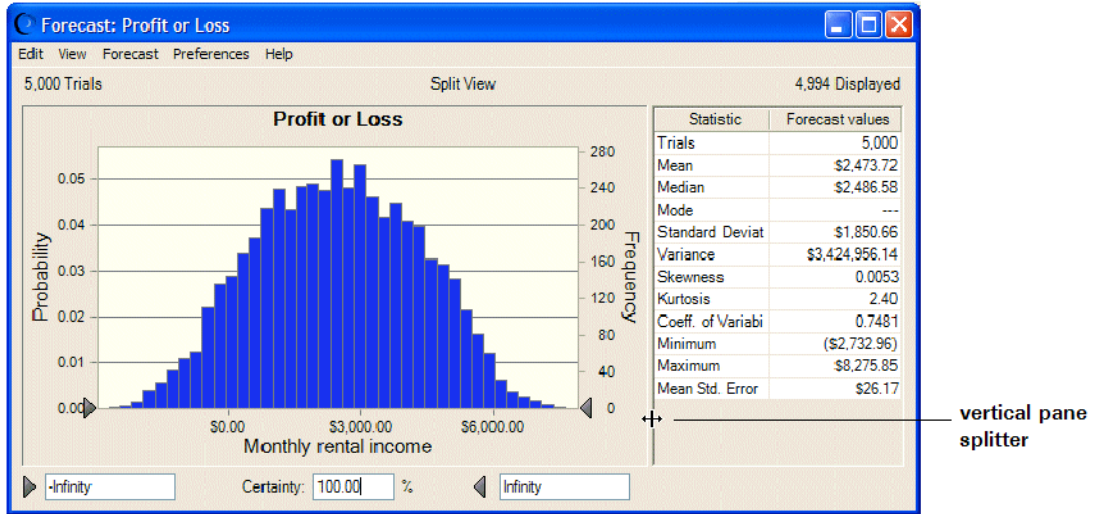 Forecast: Profit or Loss
Edit View Forecast Preferences Help
5,000 Trials Split View 4,994 Displayed
Profit or Loss
Probability
0.05
0.04
0.03
0.02
0.01
0.00
280
240
200
160
120
80
40
0
Frequency
$0.00 $3,000.00 $6,000.00
Monthly rental income
Statistic Forecast values
Trials 5,000
Mean $2,473.72
Median $2,486.58
Mode ---
Standard Deviat $1,850.66
Variance $3,424,956.14
Skewness 0.0053
Kurtosis 2.40
Coeff. of Variabi 0.7481
Minimum ($2,732.96)
Maximum $8,275.85
Mean Std. Error $26.17
-Infinity Certainty: 100.00 % Infinity
vertical pane
splitter